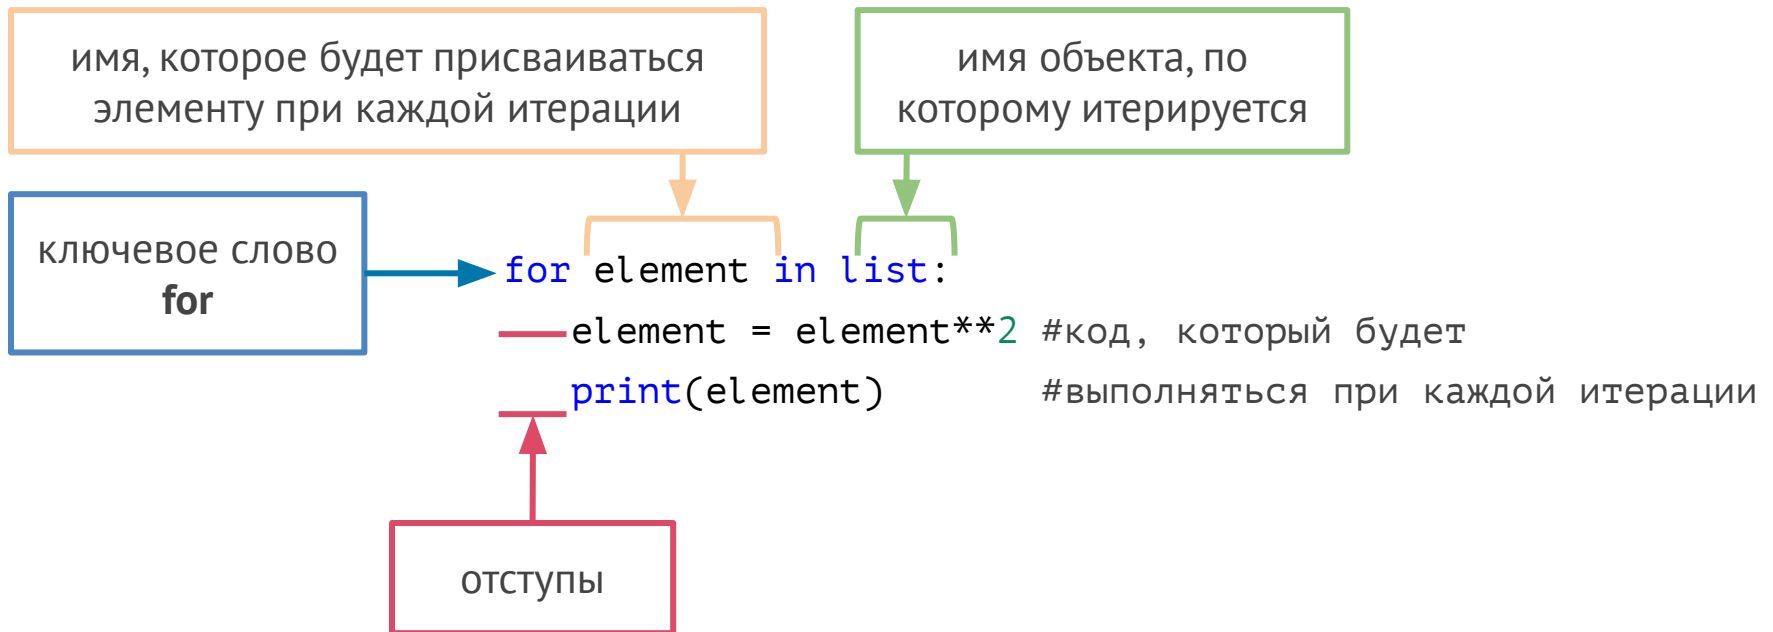 имя, которое будет присваиваться
элементу при каждой итерации
имя объекта, по
которому итерируется
ключевое слово
for
for element in list:
element = element**2 #код, который будет
print(element) #выполняться при каждой итерации
отступы